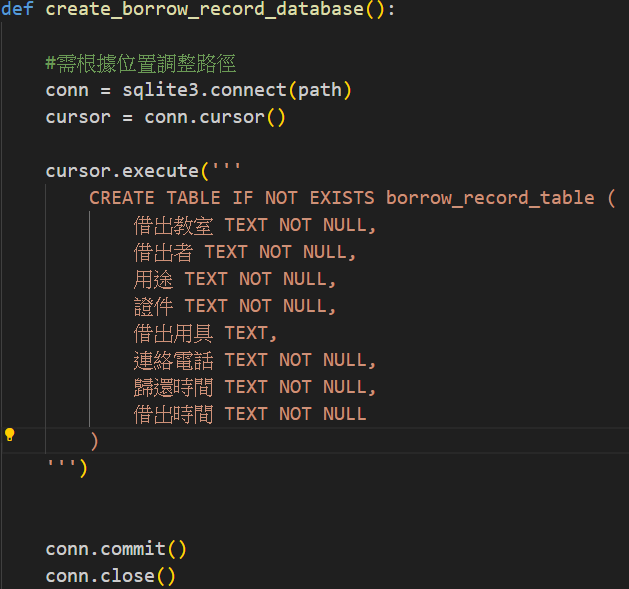 def create_borrow_record_database():
#需根據位置調整路徑
conn = sqlite3.connect(path)
cursor = conn.cursor()
cursor.execute('''
CREATE TABLE IF NOT EXISTS borrow_record_table (
借出教室 TEXT NOT NULL,
借出者 TEXT NOT NULL,
用途 TEXT NOT NULL,
證件 TEXT NOT NULL,
借出用具 TEXT,
連絡電話 TEXT NOT NULL,
歸還時間 TEXT NOT NULL,
借出時間 TEXT NOT NULL
)
''')
conn.commit()
conn.close()